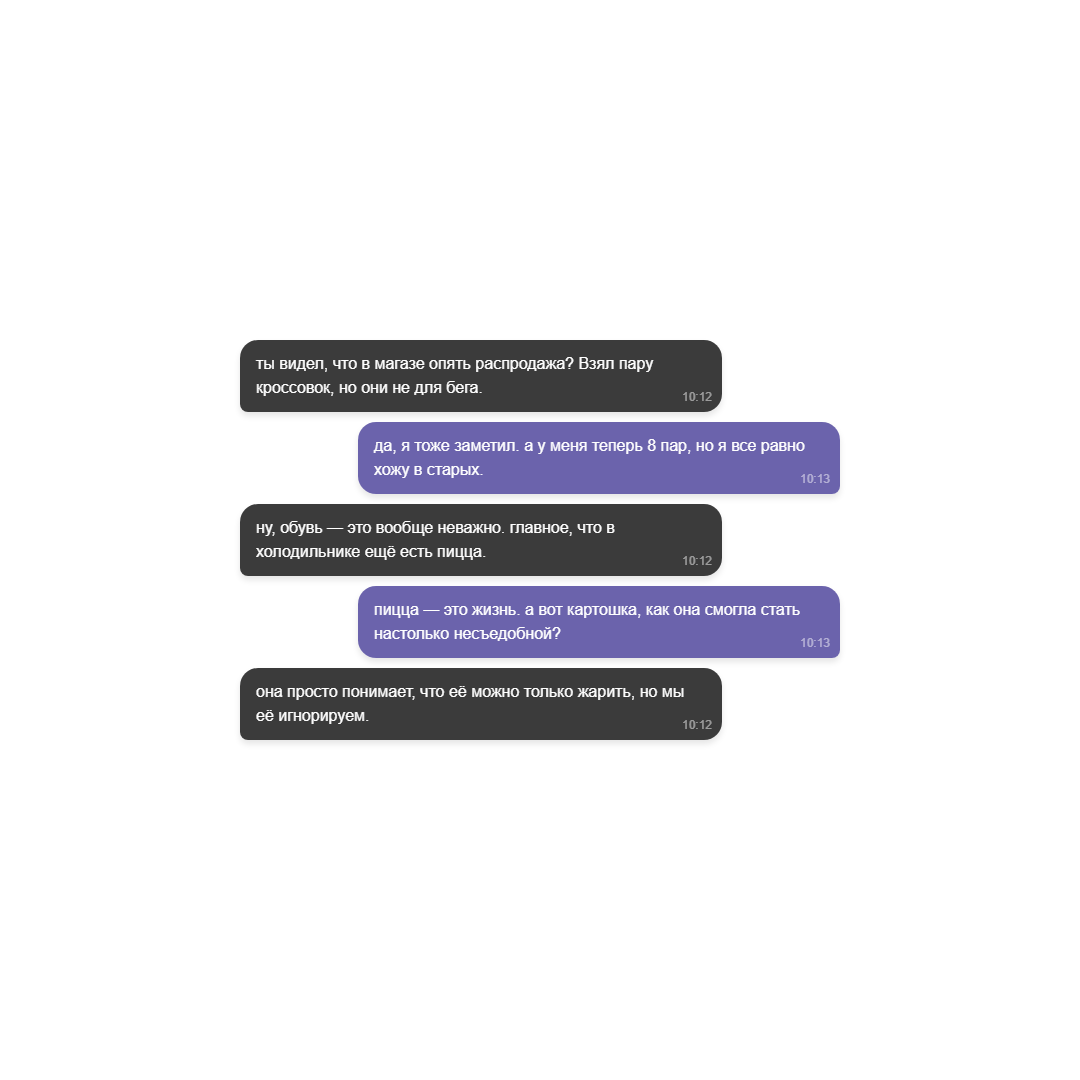 ты видел, что в магазе опять распродажа? Взял пару
кроссовок, но они не для бега.
10:12
да, я тоже заметил. а у меня теперь 8 пар, но я все равно
хожу в старых.
10:13
ну, обувь — это вообще неважно. главное, что в
холодильнике ещё есть пицца.
10:12
пицца — это жизнь. а вот картошка, как она смогла стать
настолько несъедобной?
10:13
она просто понимает, что её можно только жарить, но мы
её игнорируем.
10:12